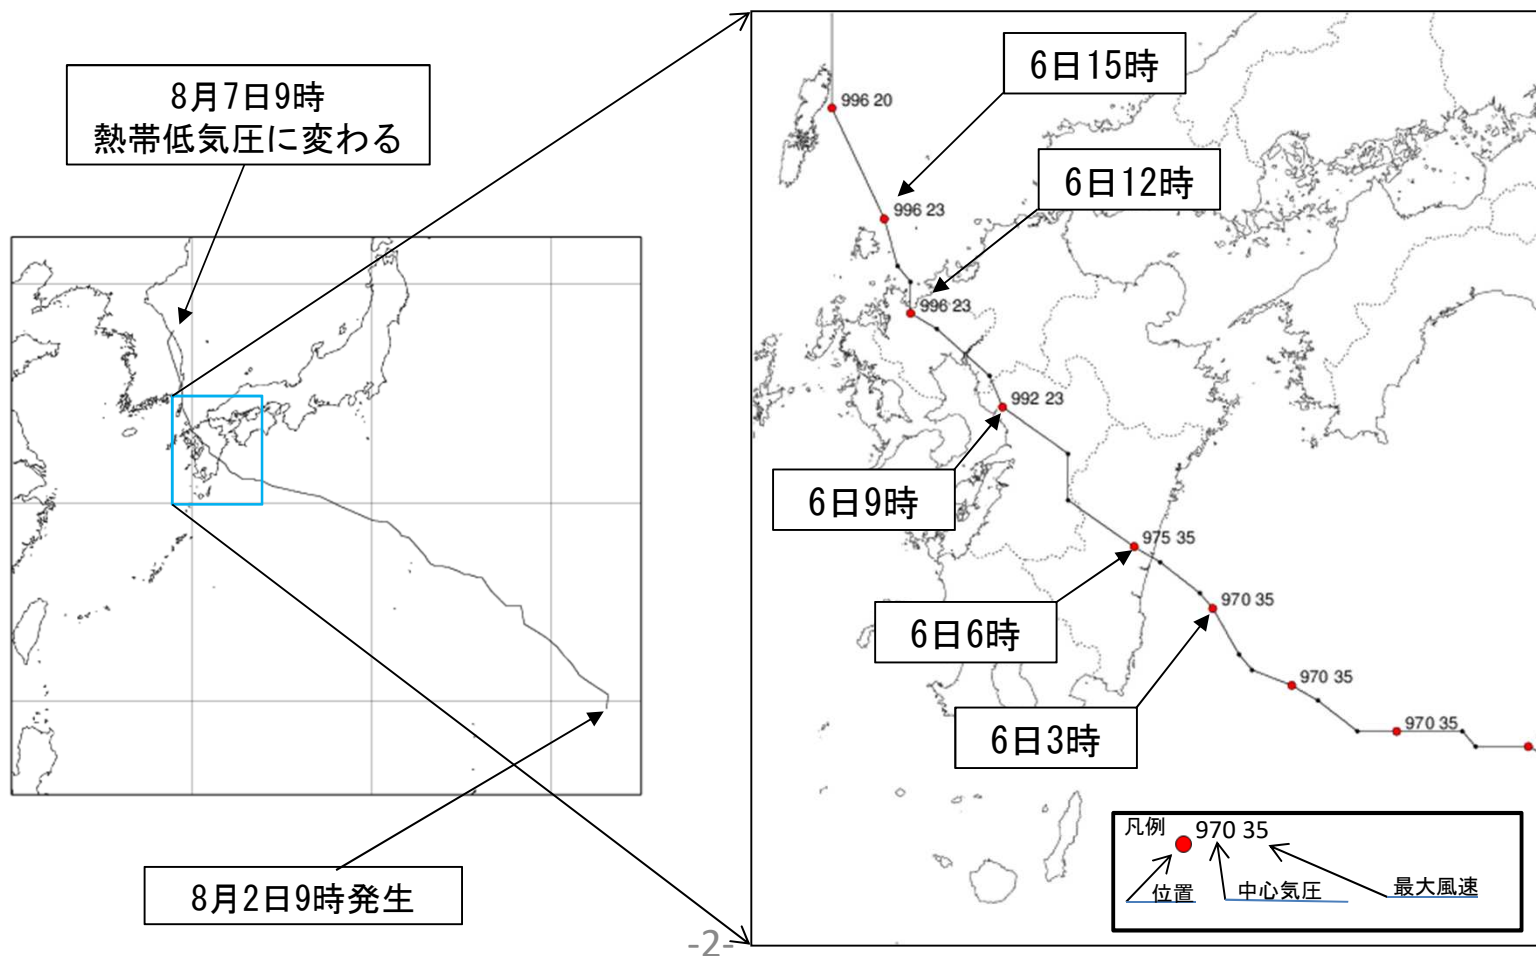 8月7日9時
熱帯低気圧に変わる
8月2日9時発生
6日15時
996 20
996 23
6日12時
996 23
992 23
6日9時
975 35
6日6時
970 35
970 35
6日3時
970 35
凡例
970 35
位置
中心気圧
最大風速
-2-